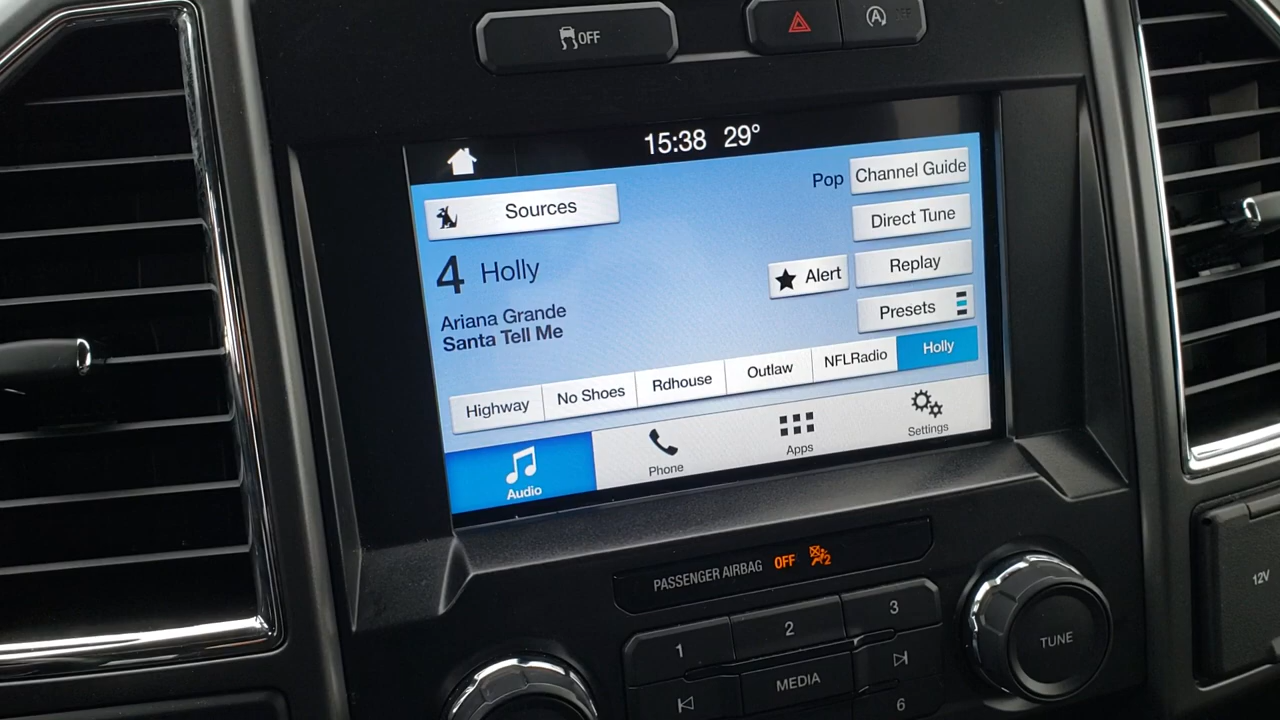 OFF
A OFF
15:38 29°
Sources
Pop
Channel Guide
Direct Tune
4 Holly
Alert
Replay
Ariana Grande
Santa Tell Me
Presets
Highway
No Shoes
Rdhouse
Outlaw
NFLRadio
Holly
Audio
Phone
Apps
Settings
PASSENGER AIRBAG OFF 2
1
2
3
MEDIA
6
TUNE
12V